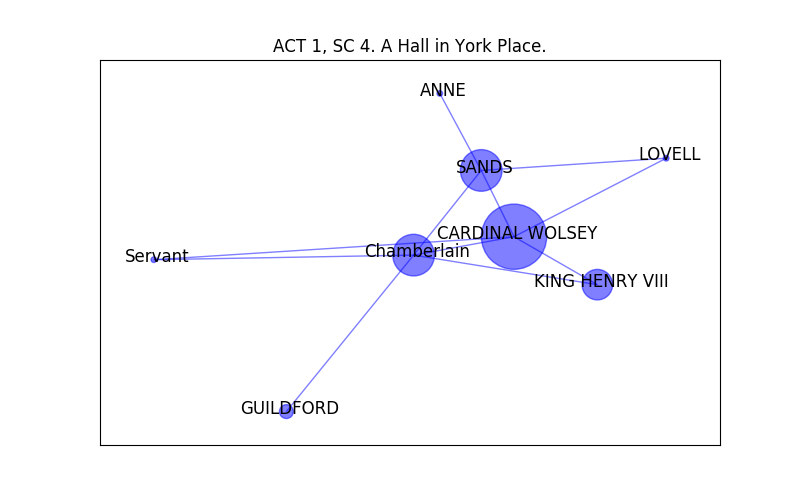 ACT 1, SC 4. A Hall in York Place.
ANNE
LOVELL
SANDS
CARDINAL WOLSEY
Chamberlain
Servant
KING HENRY VIII
GUILDFORD